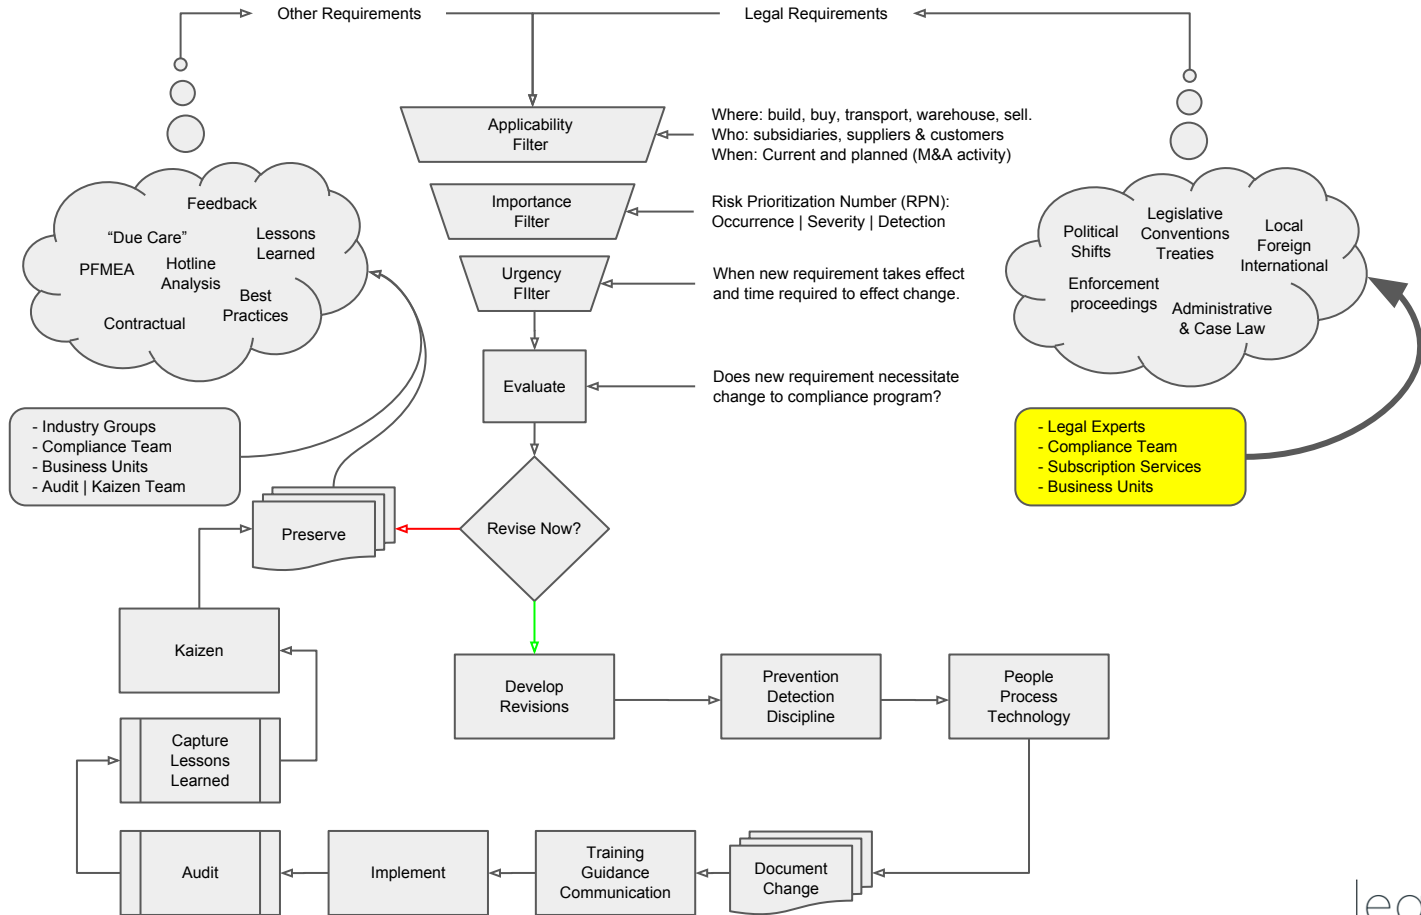 Other Requirements
Legal Requirements
Applicability
Filter
Where: build, buy, transport, warehouse, sell.
Who: subsidiaries, suppliers & customers
When: Current and planned (M&A activity)
Importance
Filter
Risk Prioritization Number (RPN):
Occurrence | Severity | Detection
Urgency
FIlter
When new requirement takes effect
and time required to effect change.
Evaluate
Does new requirement necessitate
change to compliance program?
Feedback
“Due Care”
Lessons
Learned
PFMEA
Hotline
Analysis
Best
Practices
Contractual
Political
Shifts
Legislative
Conventions
Treaties
Local
Foreign
International
Enforcement
proceedings
Administrative
& Case Law
- Industry Groups
- Compliance Team
- Business Units
- Audit | Kaizen Team
- Legal Experts
- Compliance Team
- Subscription Services
- Business Units
Preserve
Revise Now?
Kaizen
Develop
Revisions
Prevention
Detection
Discipline
People
Process
Technology
Capture
Lessons
Learned
Audit
Implement
Training
Guidance
Communication
Document
Change